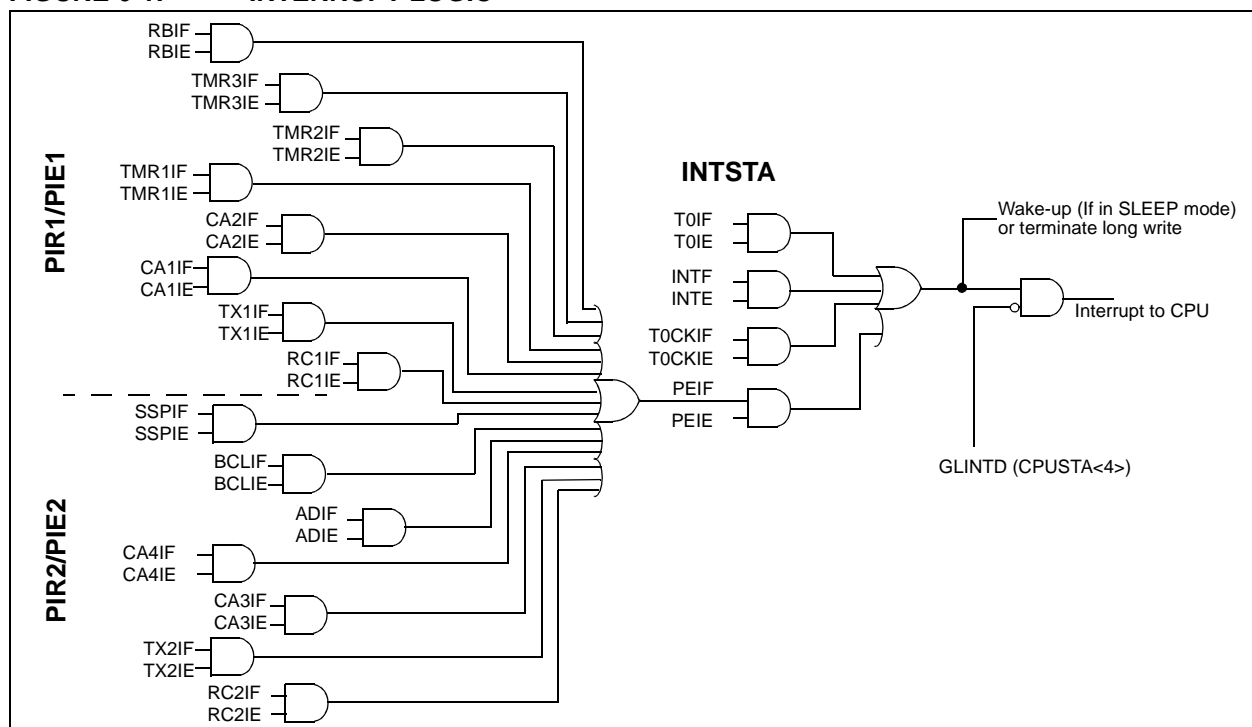 RBIF
RBIE
TMR3IF
TMR3IE
TMR2IF
TMR2IE
TMR1IF
TMR1IE
CA2IF
CA2IE
CA1IF
CA1IE
TX1IF
TX1IE
RC1IF
RC1IE
PIR1/PIE1
SSPIF
SSPIE
BCLIF
BCLIE
ADIF
ADIE
CA4IF
CA4IE
CA3IF
CA3IE
TX2IF
TX2IE
RC2IF
RC2IE
PIR2/PIE2
INTSTA
T0IF
T0IE
INTF
INTE
T0CKIF
T0CKIE
PEIF
PEIE
Wake-up (If in SLEEP mode)
or terminate long write
Interrupt to CPU
GLINTD (CPUSTA<4>)